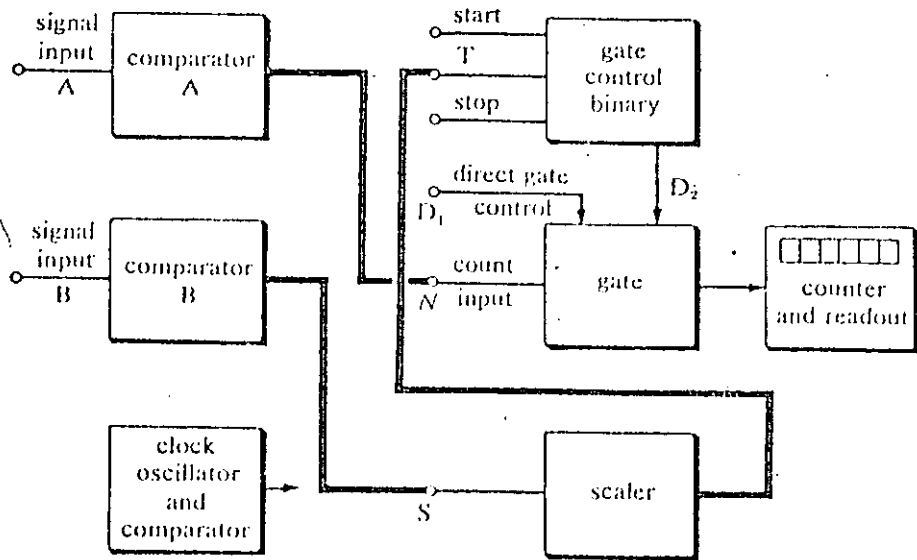 signal
input
A
comparator
A
start
T
stop
gate
control
binary
direct gate
control
D₁
D₂
signal
input
B
comparator
B
count
input
N
gate
counter
and readout
clock
oscillator
and
comparator
S
scaler